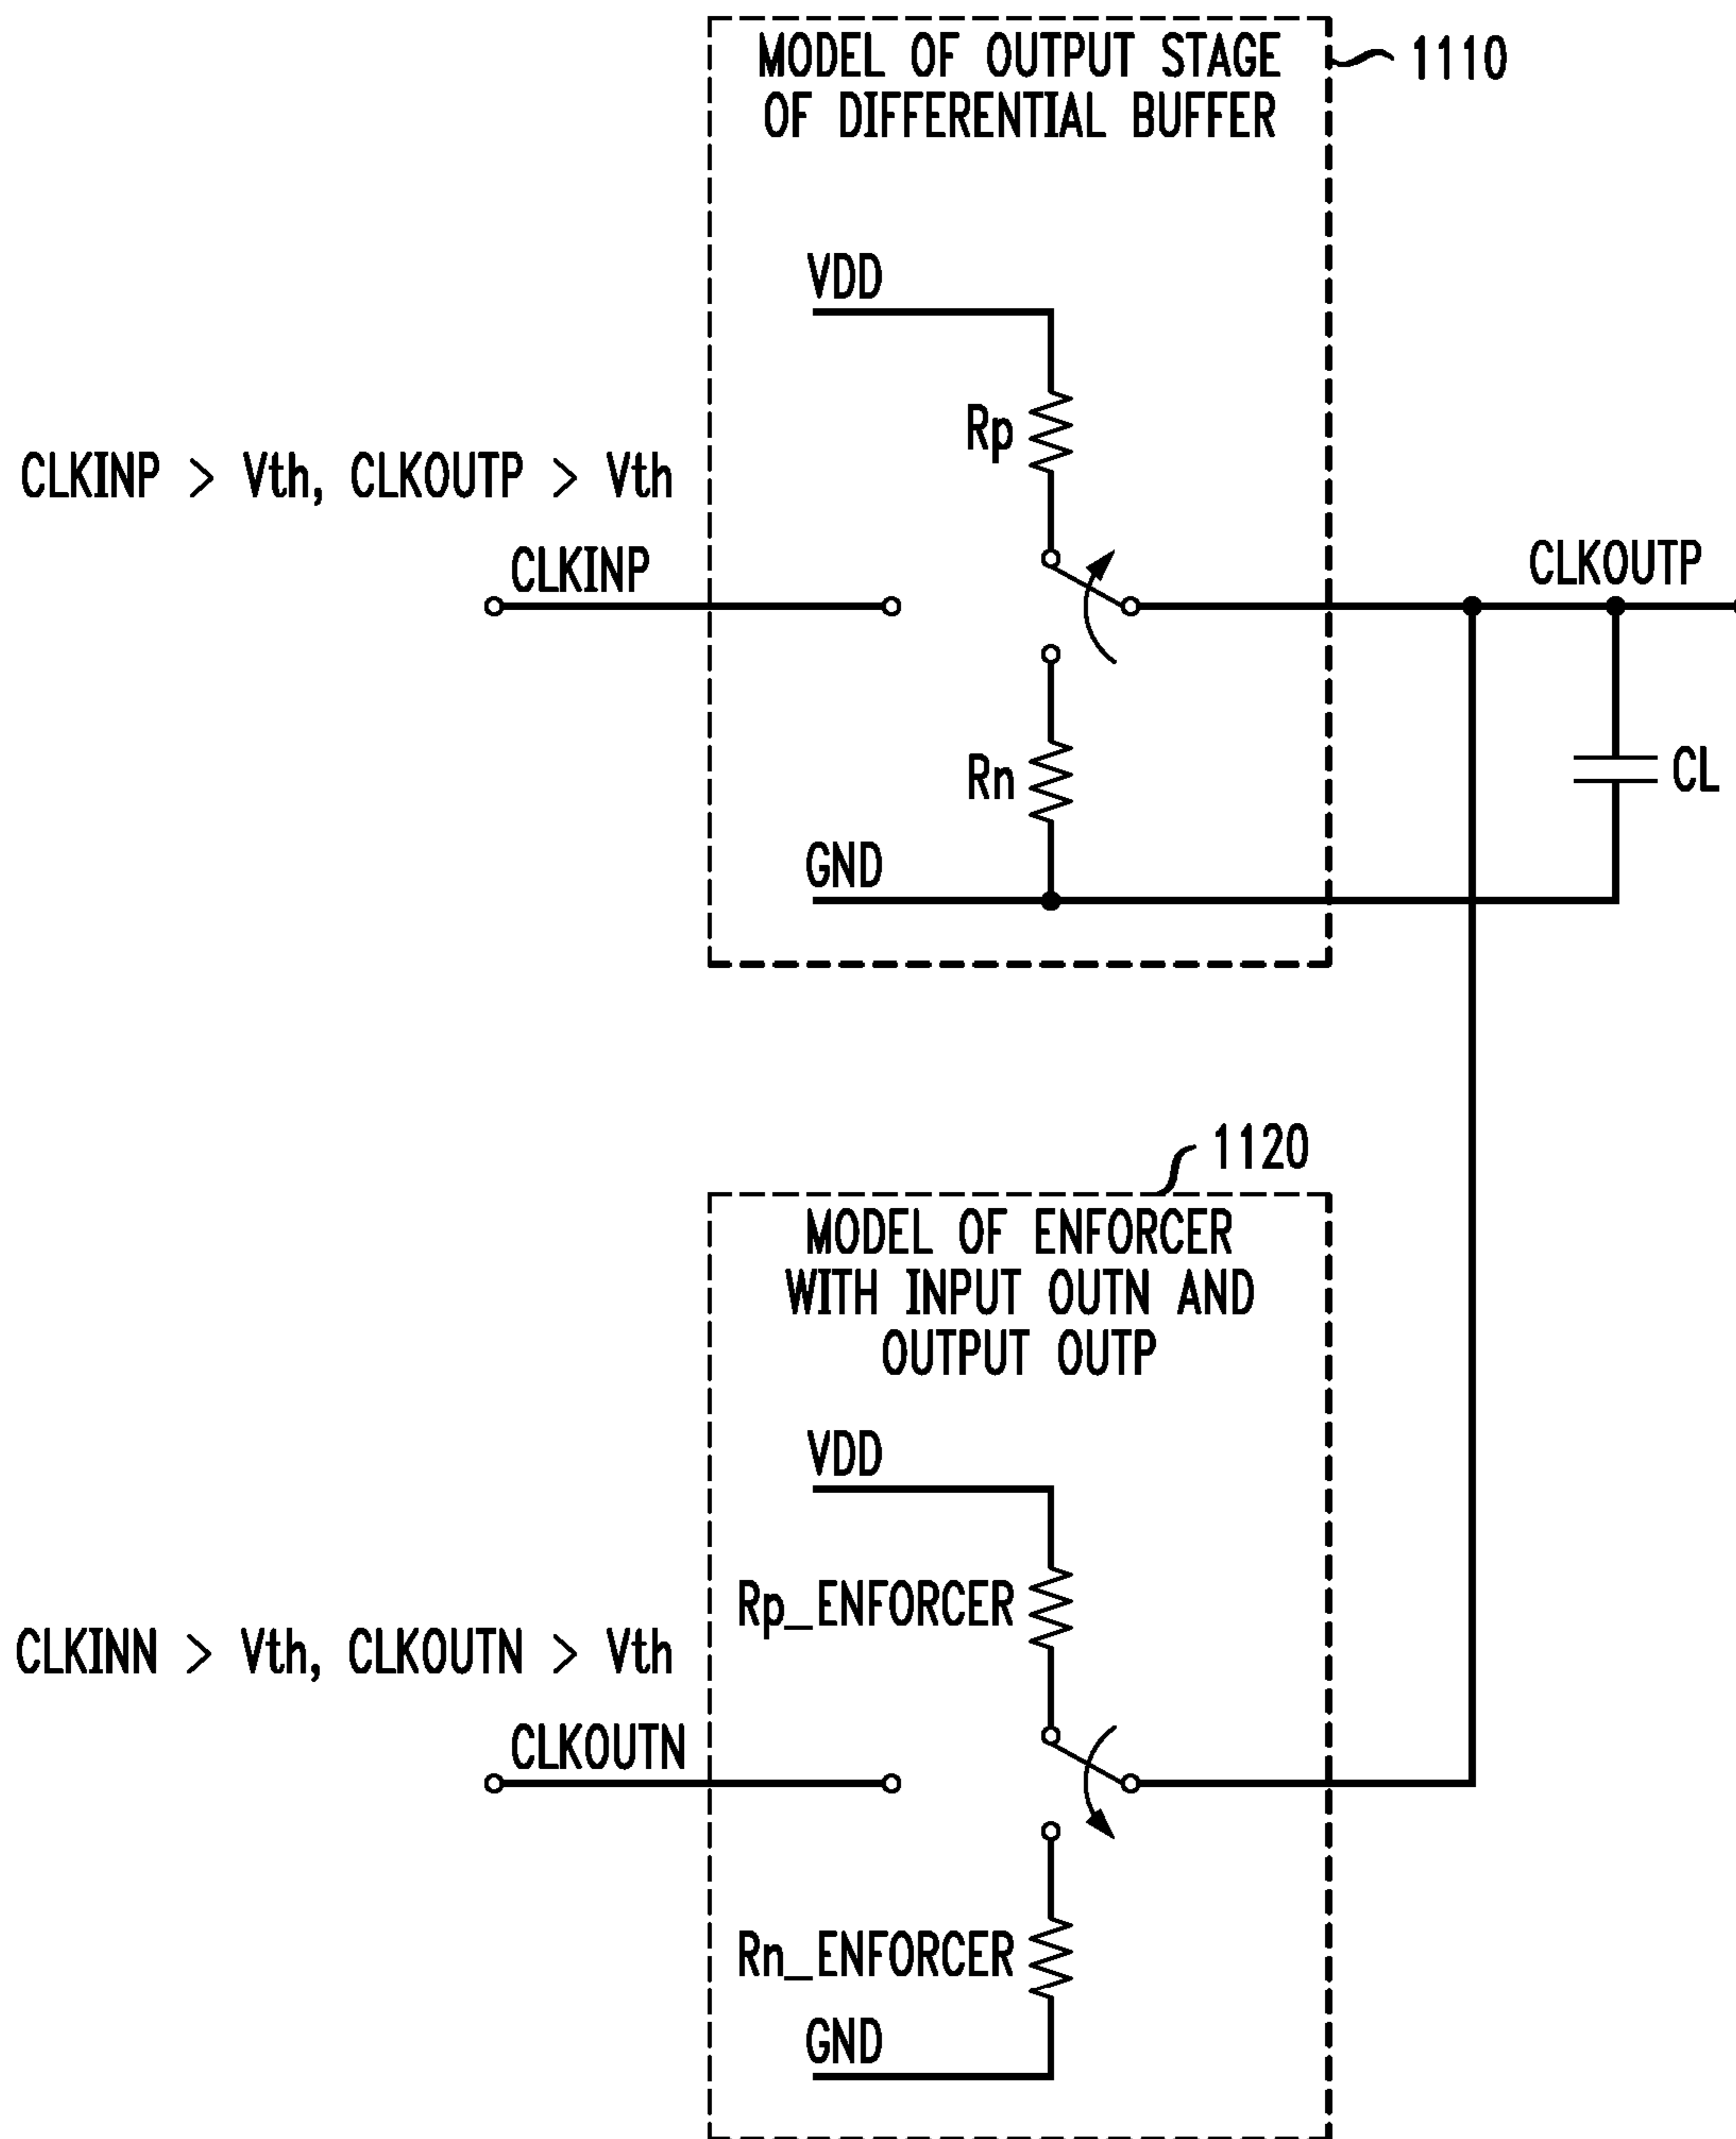 MODEL OF OUTPUT STAGE
OF DIFFERENTIAL BUFFER
1110
VDD
Rp
CLKINP > Vth, CLKOUTP > Vth
CLKINP
CLKOUTP
Rn
CL
GND
1120
MODEL OF ENFORCER
WITH INPUT OUTN AND
OUTPUT OUTP
VDD
Rp_ENFORCER
CLKINN > Vth, CLKOUTN > Vth
CLKOUTN
Rn_ENFORCER
GND